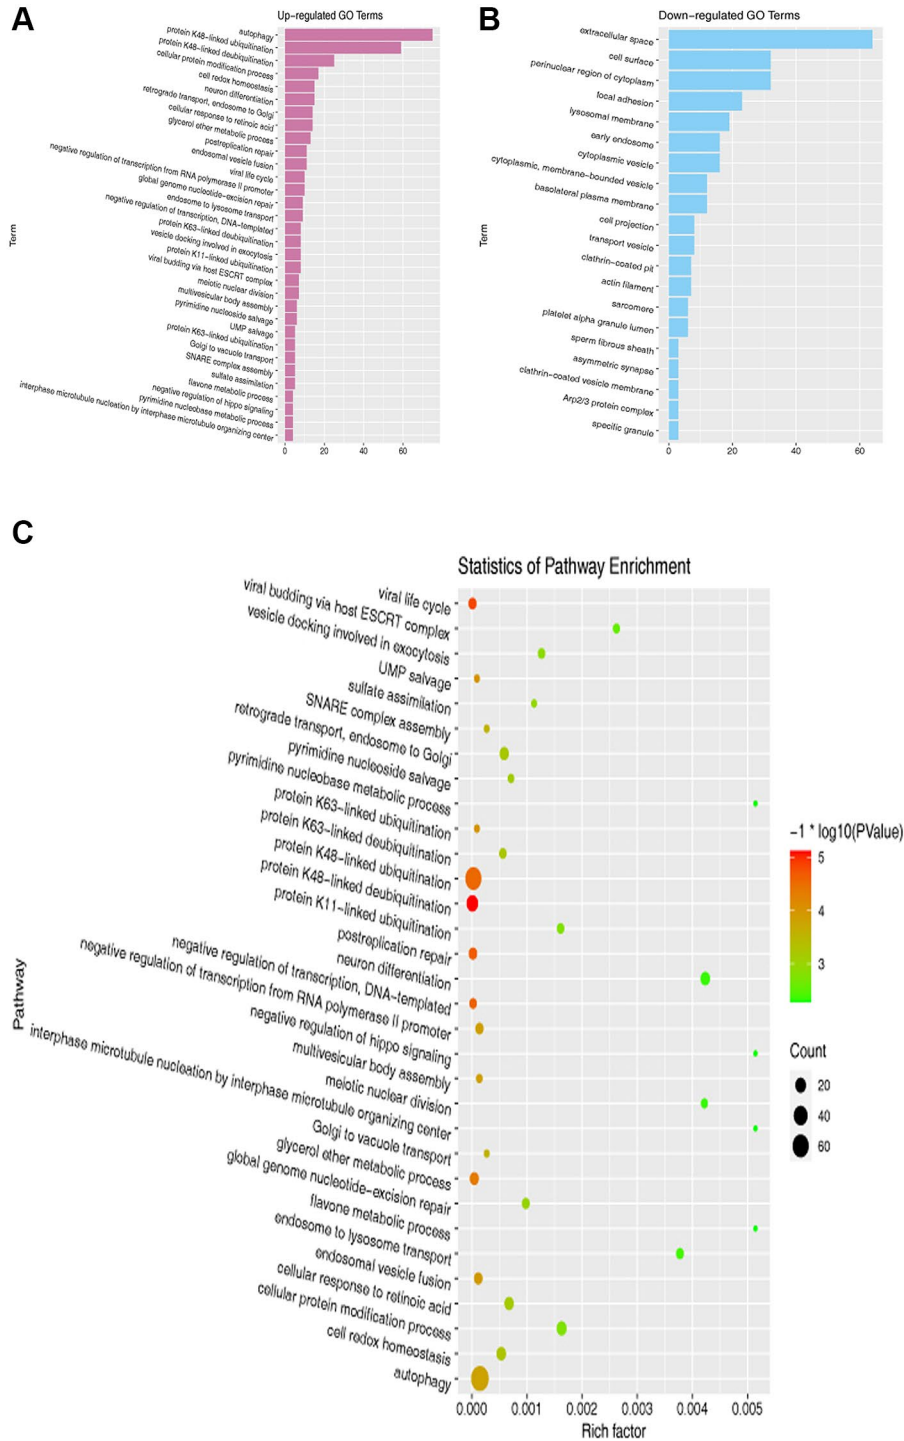 A
Up-regulated GO Terms
autophagy
protein K48-linked ubiquitination
protein K48-linked deubiquitination
cellular protein modification process
cell redox homeostasis
neuron differentiation
retrograde transport, endosome to Golgi
cellular response to retinoic acid
glycerol ether metabolic process
postreplication repair
endosomal vesicle fusion
viral life cycle
negative regulation of transcription from RNA polymerase II promoter
global genome nucleotide-excision repair
endosome to lysosome transport
negative regulation of transcription, DNA-templated
protein K63-linked deubiquitination
vesicle docking involved in exocytosis
protein K11-linked ubiquitination
viral budding via host ESCRT complex
meiotic nuclear division
multivesicular body assembly
pyrimidine nucleoside salvage
UMP salvage
protein K63-linked ubiquitination
Golgi to vacuole transport
SNARE complex assembly
sulfate assimilation
flavone metabolic process
negative regulation of hippo signaling
pyrimidine nucleobase metabolic process
interphase microtubule nucleation by interphase microtubule organizing center
Term
0 20 40 60
B
Down-regulated GO Terms
extracellular space
cell surface
perinuclear region of cytoplasm
focal adhesion
lysosomal membrane
early endosome
cytoplasmic vesicle
cytoplasmic, membrane-bounded vesicle
basolateral plasma membrane
cell projection
transport vesicle
clathrin-coated pit
actin filament
sarcomere
platelet alpha granule lumen
sperm fibrous sheath
asymmetric synapse
clathrin-coated vesicle membrane
Arp2/3 protein complex
specific granule
Term
0 20 40 60
C
Statistics of Pathway Enrichment
viral life cycle
viral budding via host ESCRT complex
vesicle docking involved in exocytosis
UMP salvage
sulfate assimilation
SNARE complex assembly
retrograde transport, endosome to Golgi
pyrimidine nucleoside salvage
pyrimidine nucleobase metabolic process
protein K63-linked ubiquitination
protein K63-linked deubiquitination
protein K48-linked ubiquitination
protein K48-linked deubiquitination
protein K11-linked ubiquitination
postreplication repair
neuron differentiation
negative regulation of transcription, DNA-templated
negative regulation of transcription from RNA polymerase II promoter
negative regulation of hippo signaling
multivesicular body assembly
meiotic nuclear division
interphase microtubule nucleation by interphase microtubule organizing center
Golgi to vacuole transport
glycerol ether metabolic process
global genome nucleotide-excision repair
flavone metabolic process
endosome to lysosome transport
endosomal vesicle fusion
cellular response to retinoic acid
cellular protein modification process
cell redox homeostasis
autophagy
Pathway
0.000 0.001 0.002 0.003 0.004 0.005
Rich factor
-1 * log10(PValue)
5
4
3
Count
20
40
60